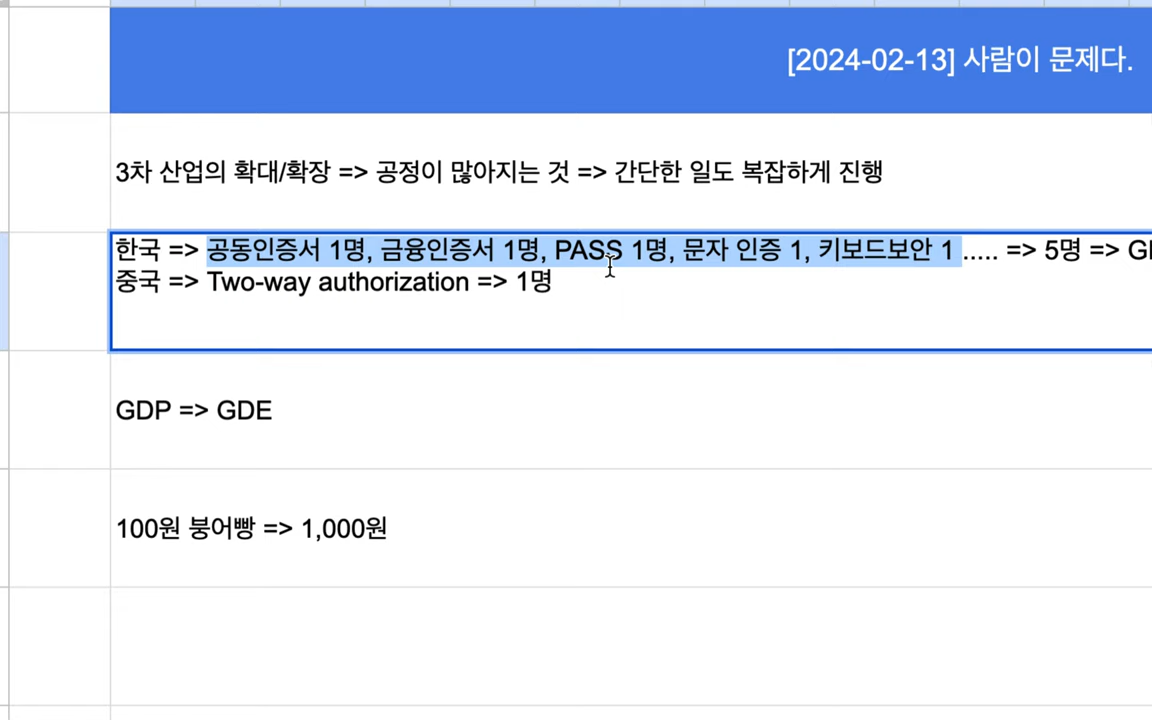 [2024-02-13] 사람이 문제다.
3차 산업의 확대/확장 => 공정이 많아지는 것 => 간단한 일도 복잡하게 진행
한국 => 공동인증서 1명, 금융인증서 1명, PASS 1명, 문자 인증 1, 키보드보안 1 ..... => 5명 =>
중국 => Two-way authorization => 1명
GDP => GDE
100원 붕어빵 => 1,000원